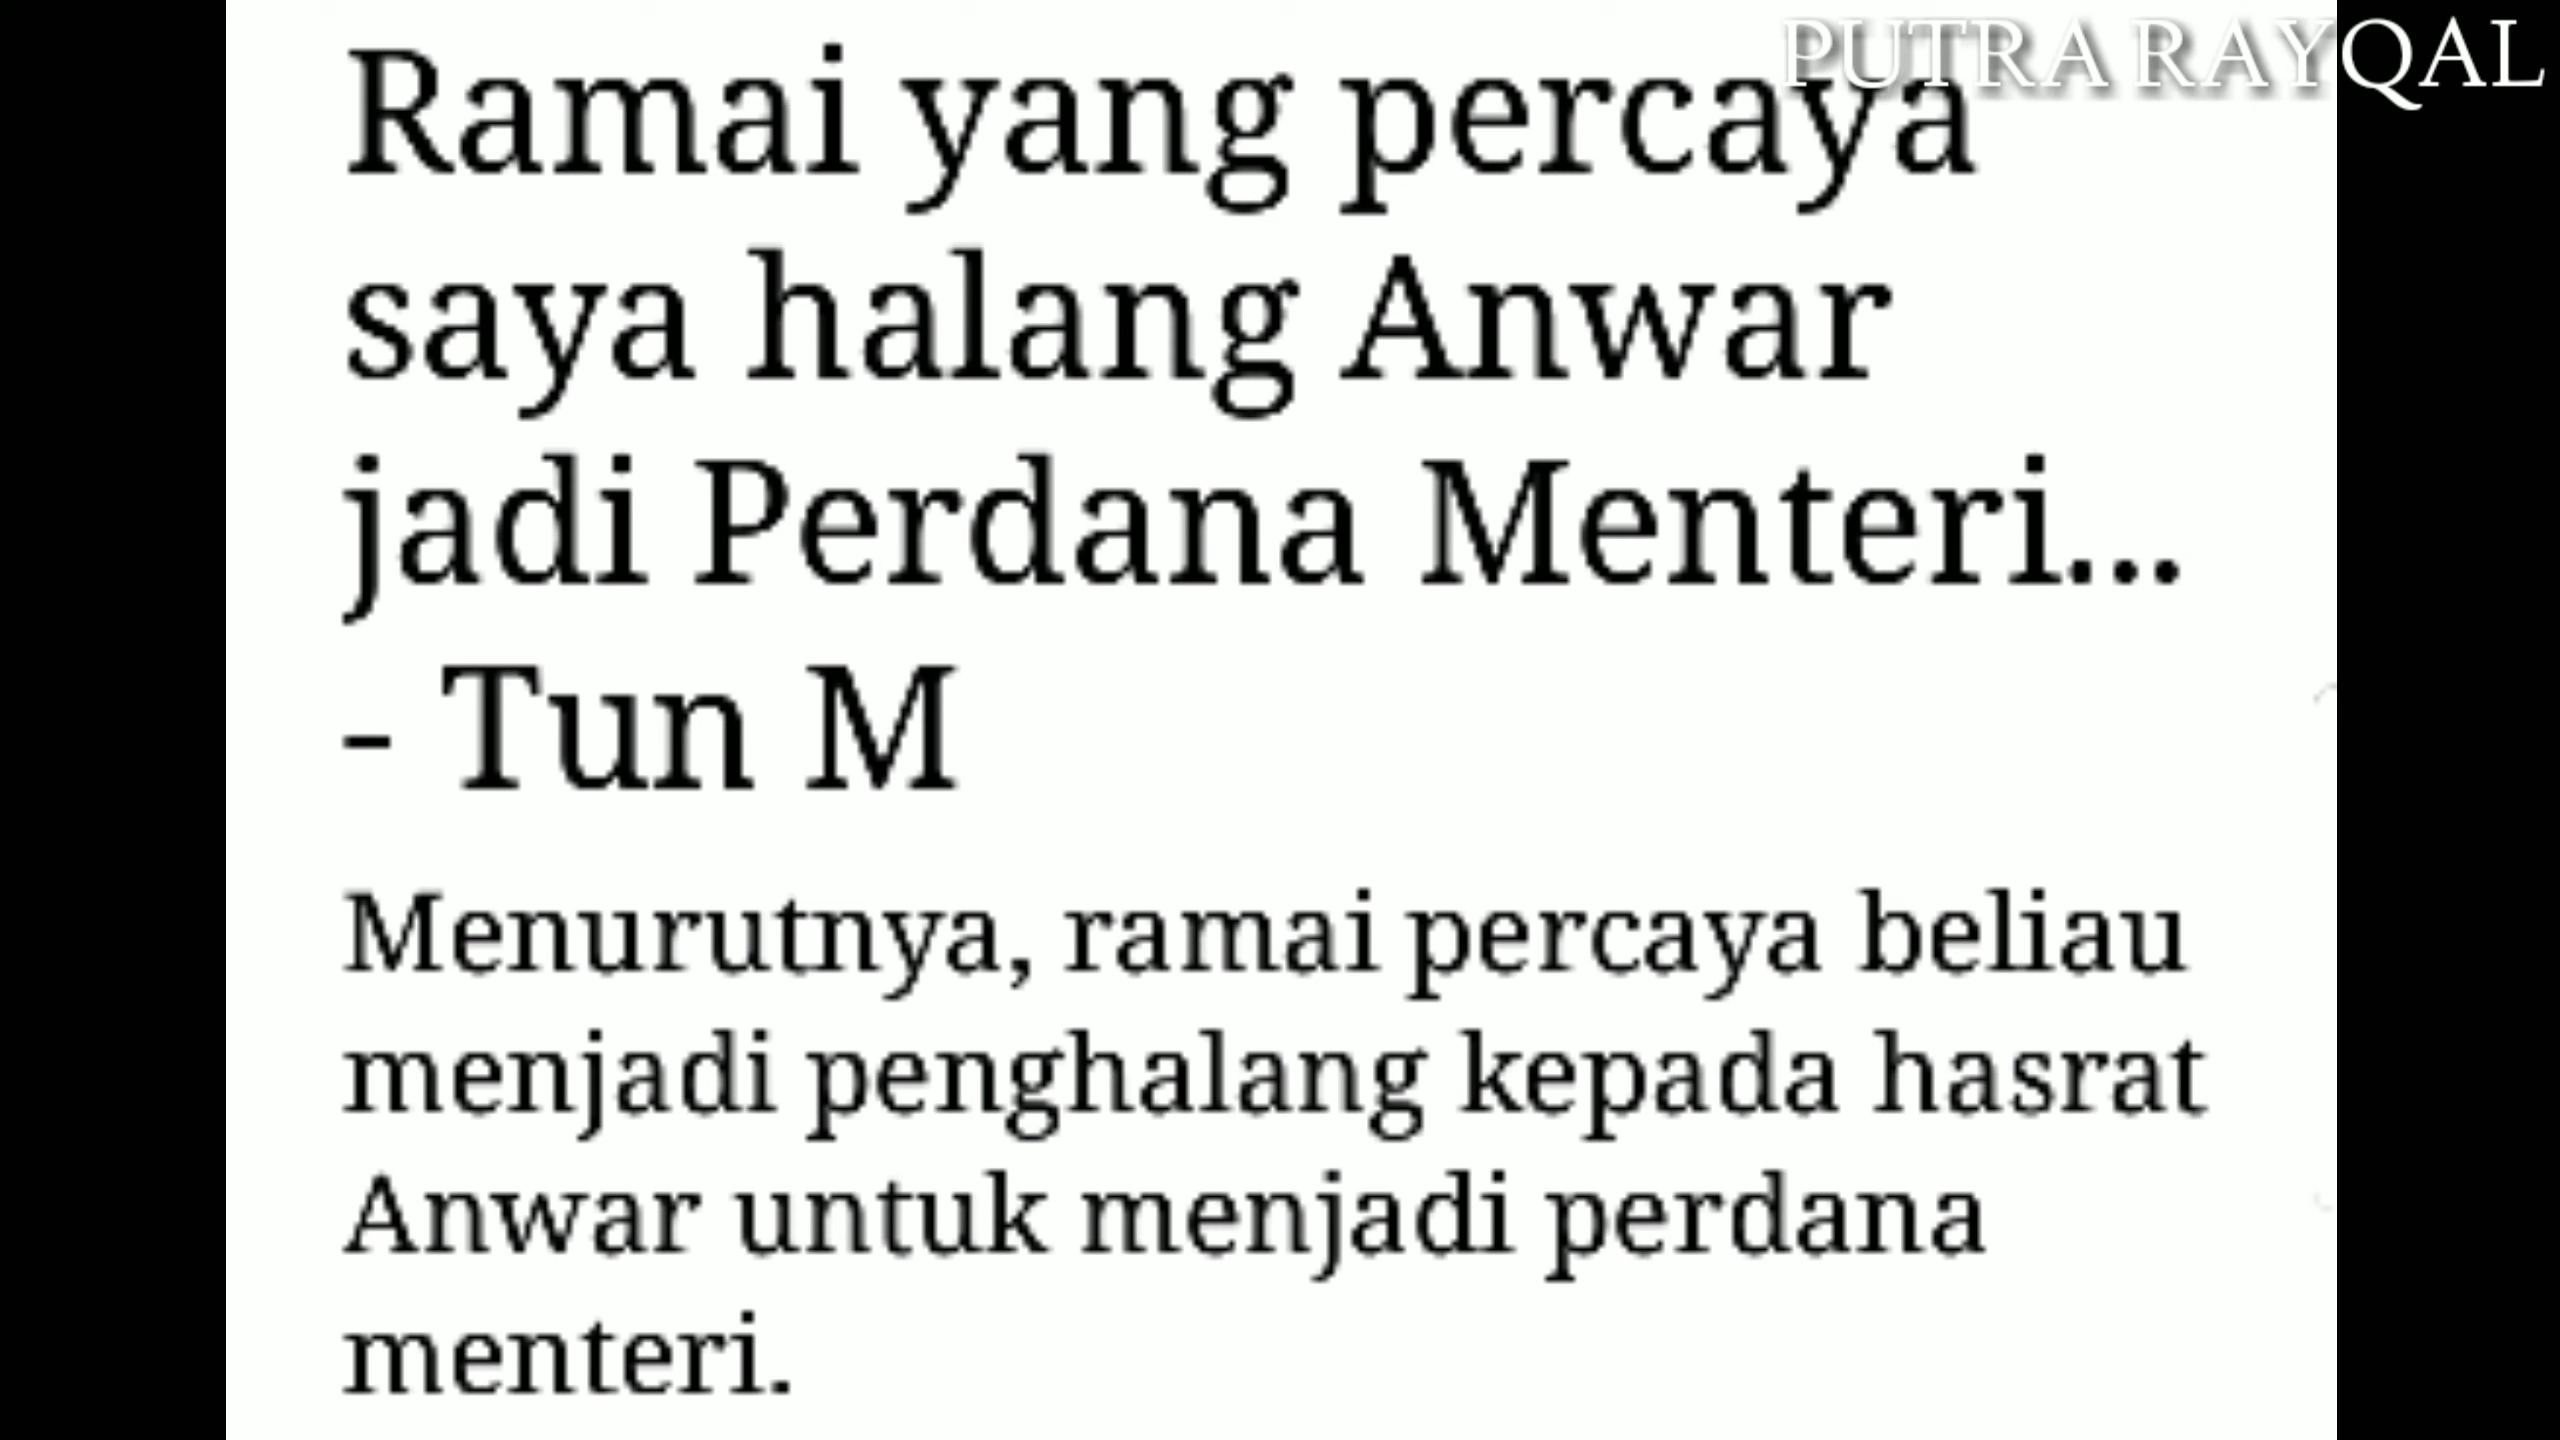 PUTRA RAYQAL
Ramai yang percaya
saya halang Anwar
jadi Perdana Menteri...
- Tun M
Menurutnya, ramai percaya beliau
menjadi penghalang kepada hasrat
Anwar untuk menjadi perdana
menteri.